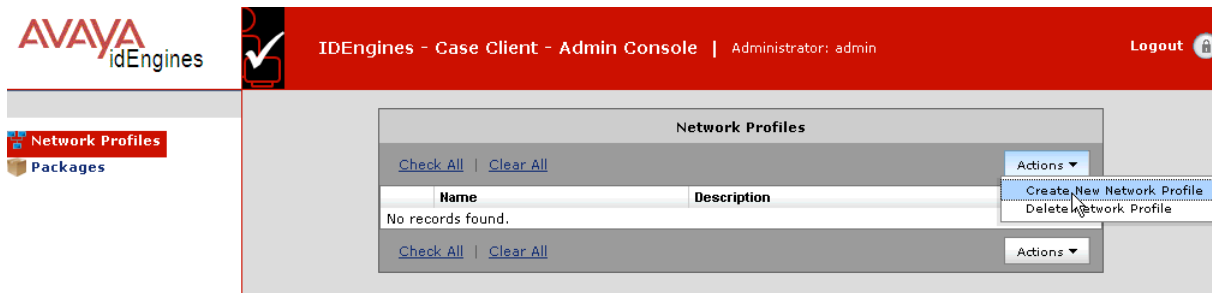 AVAYA
idEngines
IDEngines - Case Client - Admin Console | Administrator: admin
Logout
Network Profiles
Packages
Network Profiles
Check All | Clear All
Actions
Name Description
Create New Network Profile
Delete Network Profile
No records found.
Check All | Clear All
Actions